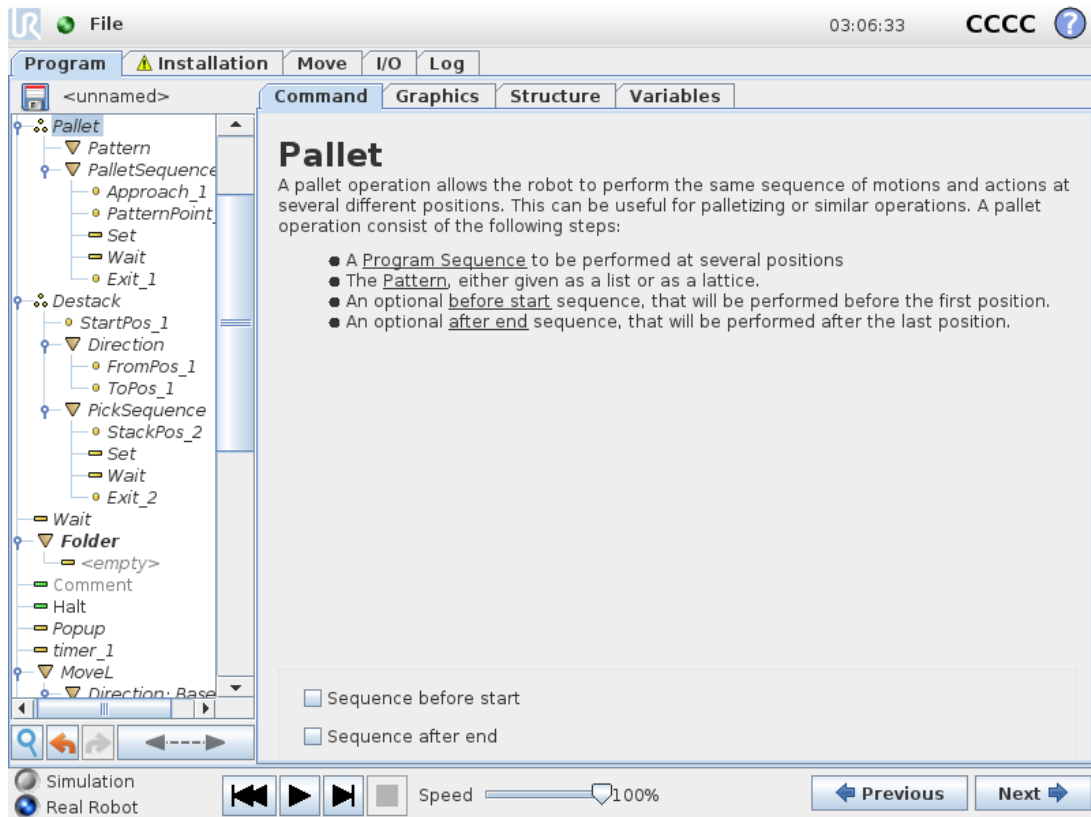 UR File 03:06:33 CCCC ?
Program Installation Move I/O Log
<unnamed> Command Graphics Structure Variables
Pallet
Pattern
PalletSequence
Approach_1
PatternPoint_
Set
Wait
Exit_1
Destack
StartPos_1
Direction
FromPos_1
ToPos_1
PickSequence
StackPos_2
Set
Wait
Exit_2
Wait
Folder
<empty>
Comment
Halt
Popup
timer_1
MoveL
Direction: Base
Pallet
A pallet operation allows the robot to perform the same sequence of motions and actions at
several different positions. This can be useful for palletizing or similar operations. A pallet
operation consist of the following steps:
A Program Sequence to be performed at several positions
The Pattern, either given as a list or as a lattice.
An optional before start sequence, that will be performed before the first position.
An optional after end sequence, that will be performed after the last position.
Sequence before start
Sequence after end
Simulation
Real Robot
Speed 100%
Previous Next